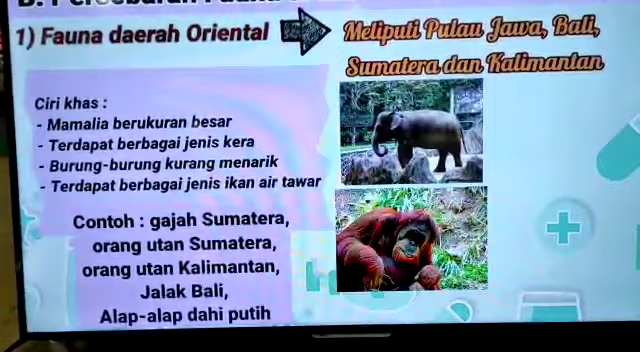 1) Fauna daerah Oriental
Meliputi Pulau Jawa, Bali,
Sumatera dan Kalimantan
Ciri khas :
- Mamalia berukuran besar
- Terdapat berbagai jenis kera
- Burung-burung kurang menarik
- Terdapat berbagai jenis ikan air tawar
Contoh : gajah Sumatera,
orang utan Sumatera,
orang utan Kalimantan,
Jalak Bali,
Alap-alap dahi putih